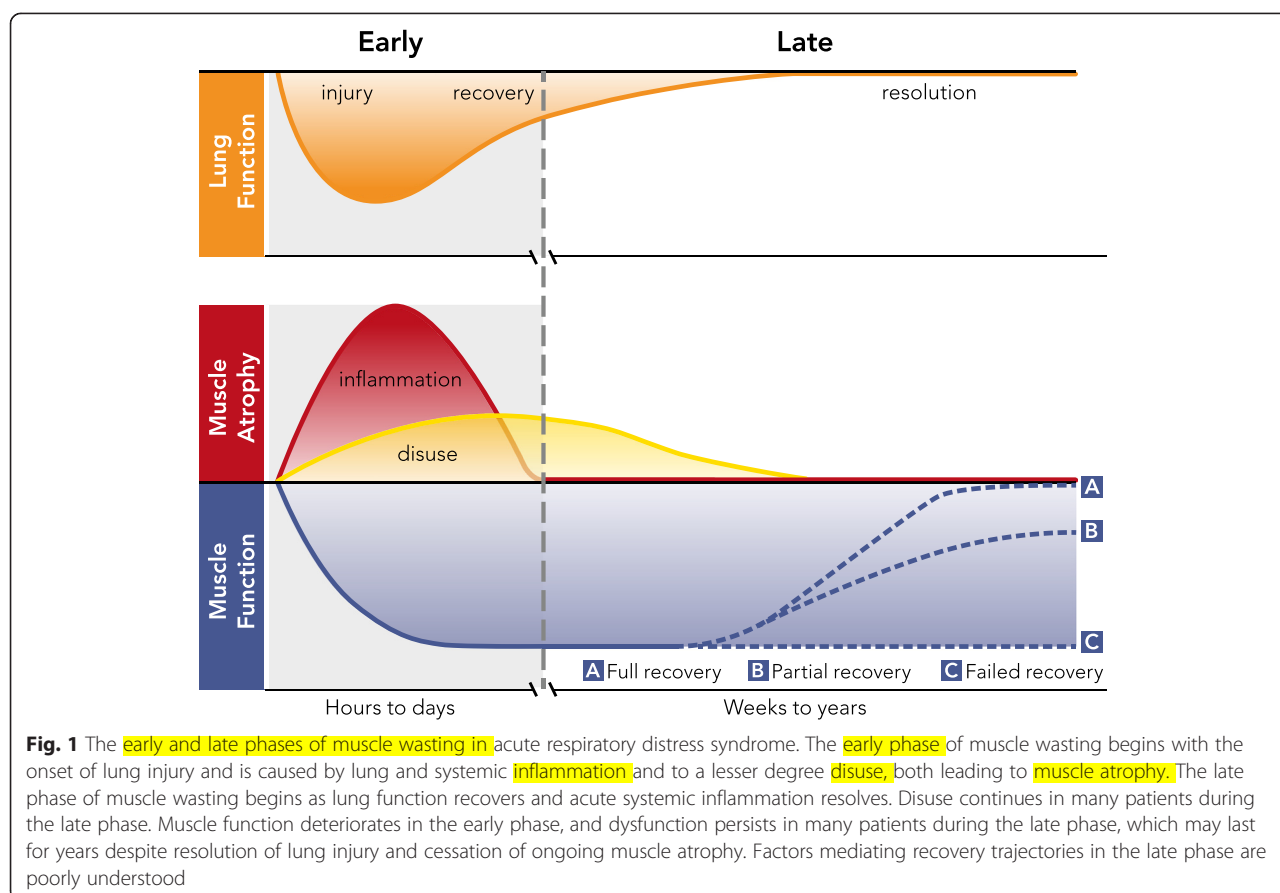 Early
Late
injury
recovery
resolution
Lung
Function
inflammation
disuse
Muscle
Atrophy
Muscle
Function
A
B
C
A Full recovery
B Partial recovery
C Failed recovery
Hours to days
Weeks to years
Fig. 1 The early and late phases of muscle wasting in acute respiratory distress syndrome. The early phase of muscle wasting begins with the
onset of lung injury and is caused by lung and systemic inflammation and to a lesser degree disuse, both leading to muscle atrophy. The late
phase of muscle wasting begins as lung function recovers and acute systemic inflammation resolves. Disuse continues in many patients during
the late phase. Muscle function deteriorates in the early phase, and dysfunction persists in many patients during the late phase, which may last
for years despite resolution of lung injury and cessation of ongoing muscle atrophy. Factors mediating recovery trajectories in the late phase are
poorly understood